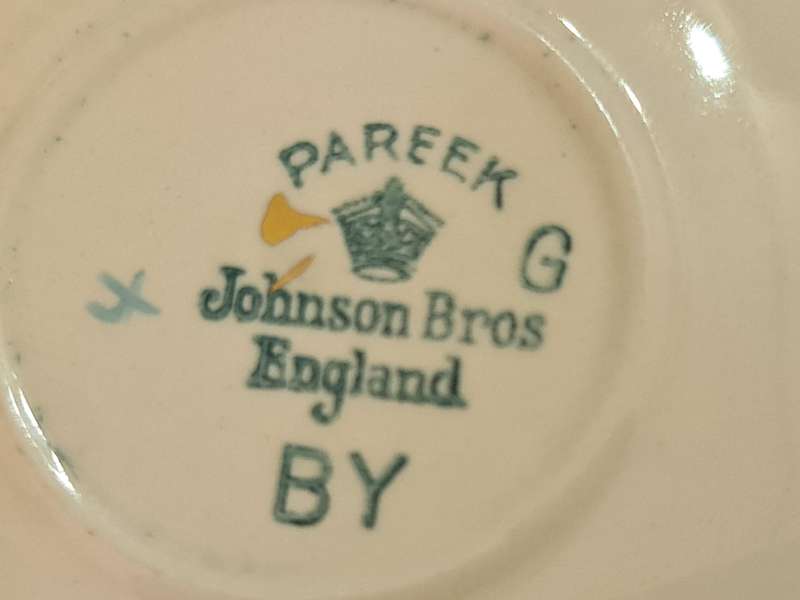 PAREEK
G
Johnson Bros
England
BY